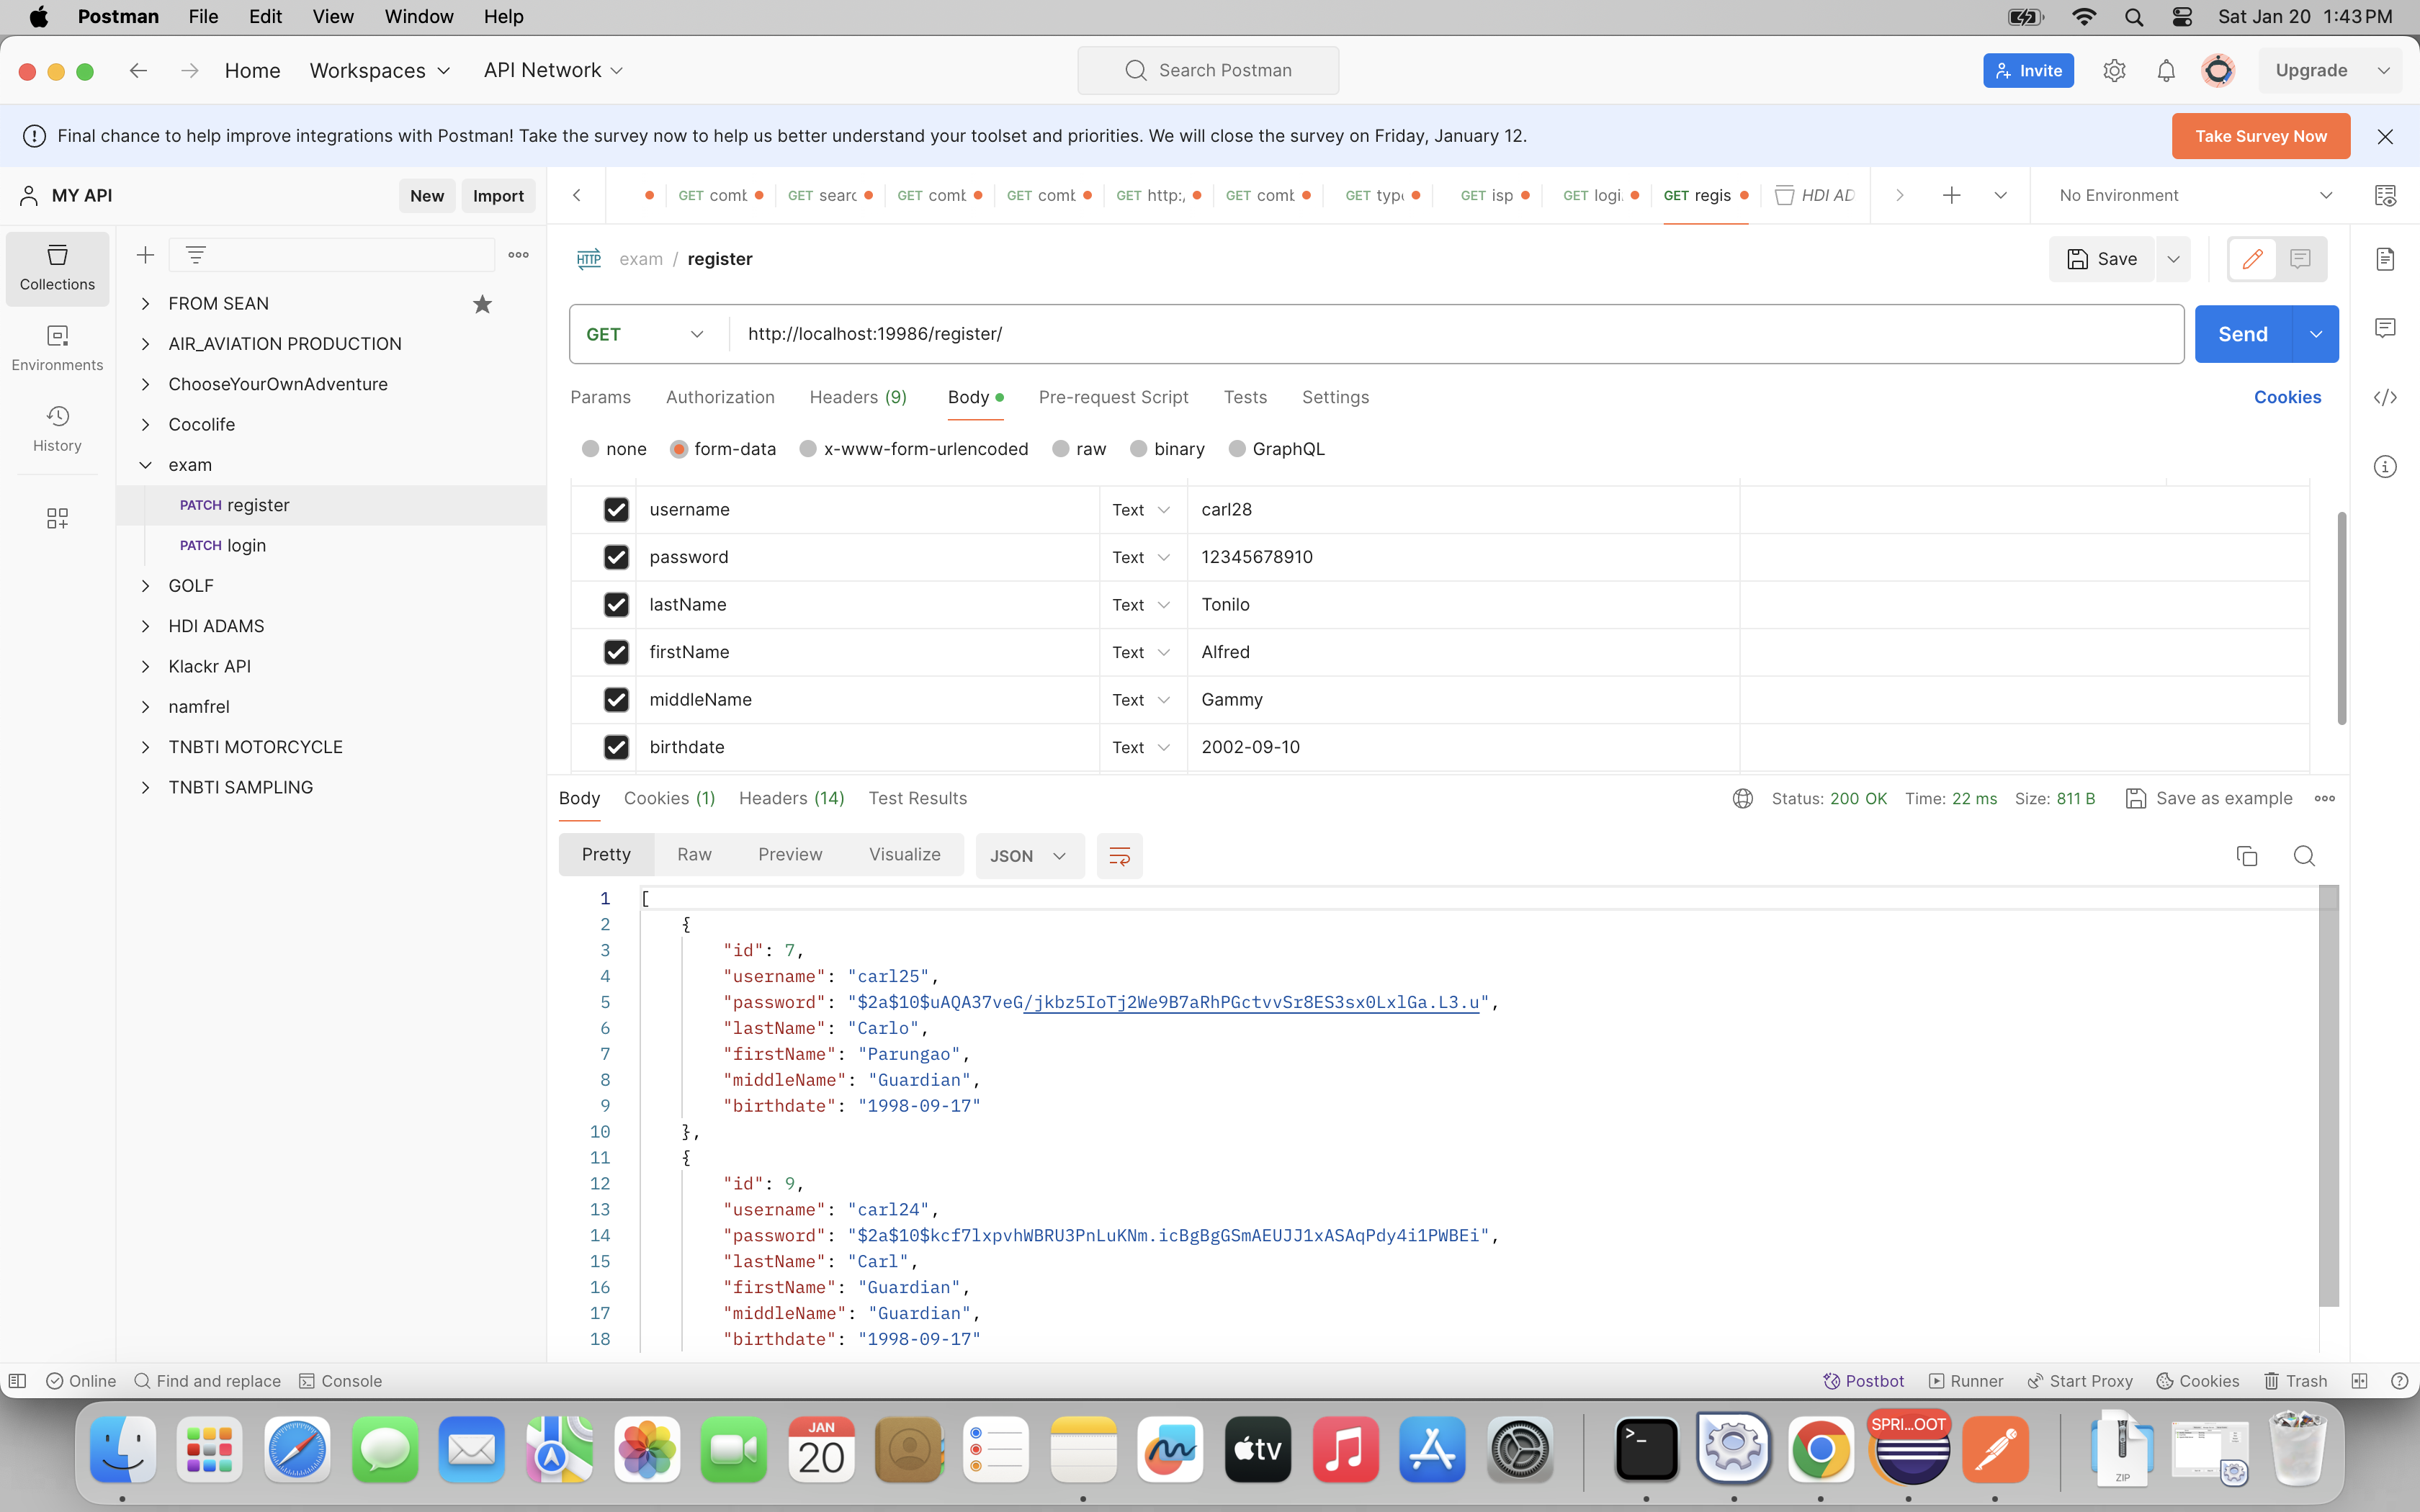 Postman File Edit View Window Help Sat Jan 20 1:43 PM
Home Workspaces API Network Search Postman Invite Upgrade
Final chance to help improve integrations with Postman! Take the survey now to help us better understand your toolset and priorities. We will close the survey on Friday, January 12. Take Survey Now
MY API New Import GET comb GET searc GET comb GET comb GET http:/ GET comb GET type GET isp GET logi GET regis HDI AD No Environment
Collections
Environments
History
FROM SEAN
AIR_AVIATION PRODUCTION
ChooseYourOwnAdventure
Cocolife
exam
PATCH register
PATCH login
GOLF
HDI ADAMS
Klackr API
namfrel
TNBTI MOTORCYCLE
TNBTI SAMPLING
HTTP exam / register Save
GET http://localhost:19986/register/ Send
Params Authorization Headers (9) Body Pre-request Script Tests Settings Cookies
none form-data x-www-form-urlencoded raw binary GraphQL
username Text carl28
password Text 12345678910
lastName Text Tonilo
firstName Text Alfred
middleName Text Gammy
birthdate Text 2002-09-10
Body Cookies (1) Headers (14) Test Results Status: 200 OK Time: 22 ms Size: 811 B Save as example
Pretty Raw Preview Visualize JSON
1 [
2 {
3 "id": 7,
4 "username": "carl25",
5 "password": "$2a$10$uAQA37veG/jkbz5IoTj2We9B7aRhPGctvvSr8ES3sx0LxlGa.L3.u",
6 "lastName": "Carlo",
7 "firstName": "Parungao",
8 "middleName": "Guardian",
9 "birthdate": "1998-09-17"
10 },
11 {
12 "id": 9,
13 "username": "carl24",
14 "password": "$2a$10$kcf7lxpvhWBRU3PnLuKNm.icBgBgGSmAEUJJ1xASAqPdy4i1PWBEi",
15 "lastName": "Carl",
16 "firstName": "Guardian",
17 "middleName": "Guardian",
18 "birthdate": "1998-09-17"
Online Find and replace Console Postbot Runner Start Proxy Cookies Trash
JAN
20
tv
SPRI...OOT
ZIP